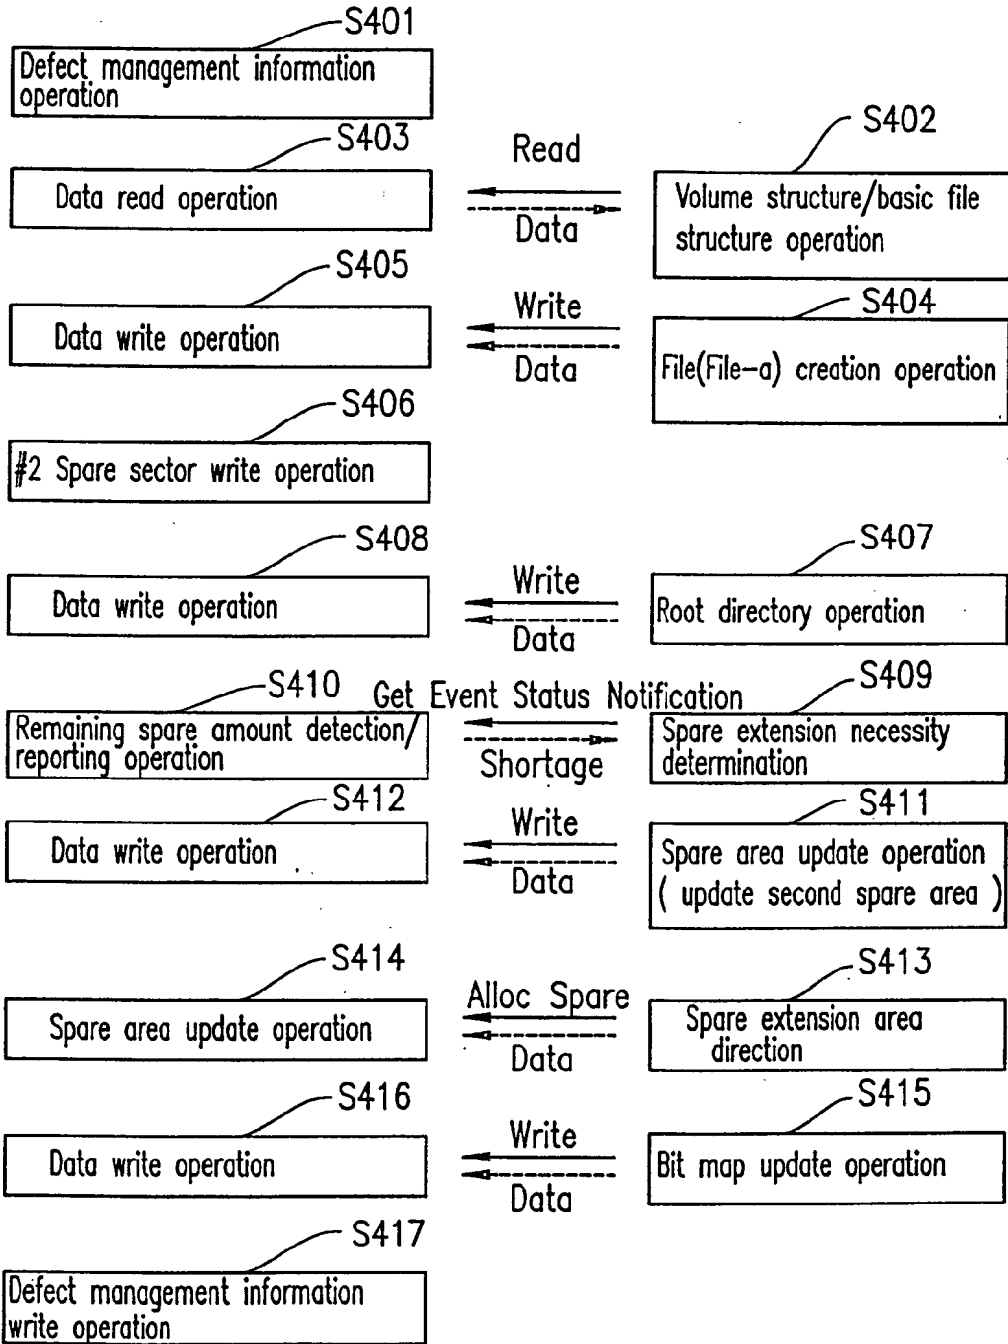 S401
Defect management information
operation
S403
Data read operation
Read
Data
S402
Volume structure/basic file
structure operation
S405
Data write operation
Write
Data
S404
File(File-a) creation operation
S406
#2 Spare sector write operation
S408
Data write operation
Write
Data
S407
Root directory operation
S410
Remaining spare amount detection/
reporting operation
Get Event Status Notification
Shortage
S409
Spare extension necessity
determination
S412
Data write operation
Write
Data
S411
Spare area update operation
( update second spare area )
S414
Spare area update operation
Alloc Spare
Data
S413
Spare extension area
direction
S416
Data write operation
Write
Data
S415
Bit map update operation
S417
Defect management information
write operation